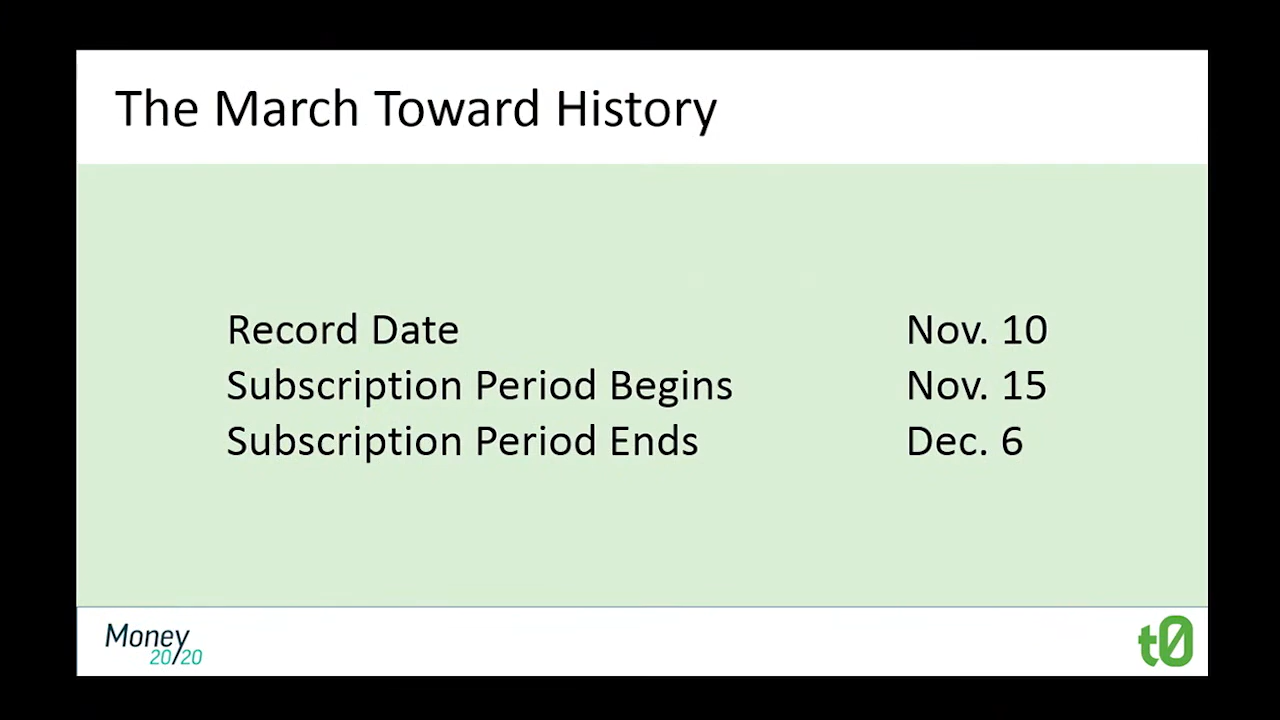 The March Toward History
Record Date Nov. 10
Subscription Period Begins Nov. 15
Subscription Period Ends Dec. 6
Money
20/20
t0